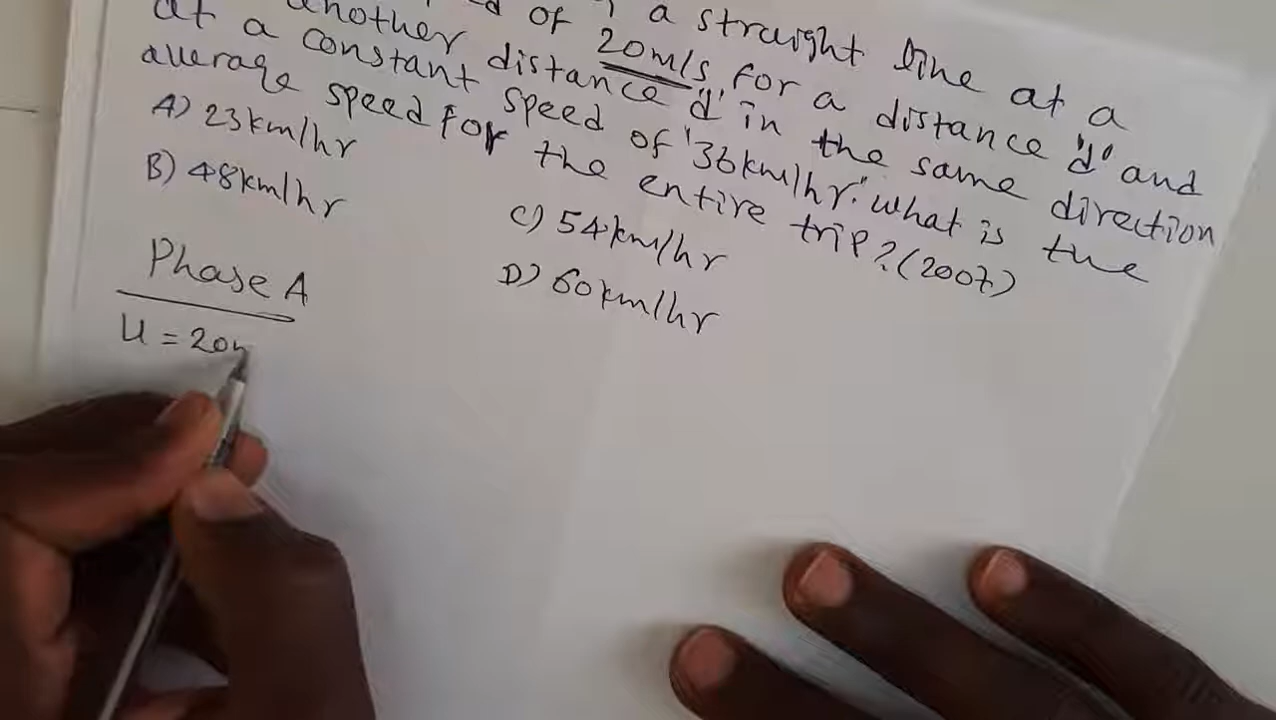 of a straight line at a
at another 20m/s for a distance 'd' and
at a constant distance 'd' in the same direction
average speed for the entire trip? (2007)
speed of "36km/hr". what is the
A) 23km/hr
B) 48km/hr
C) 54km/hr
D) 60km/hr
Phase A
U = 20m